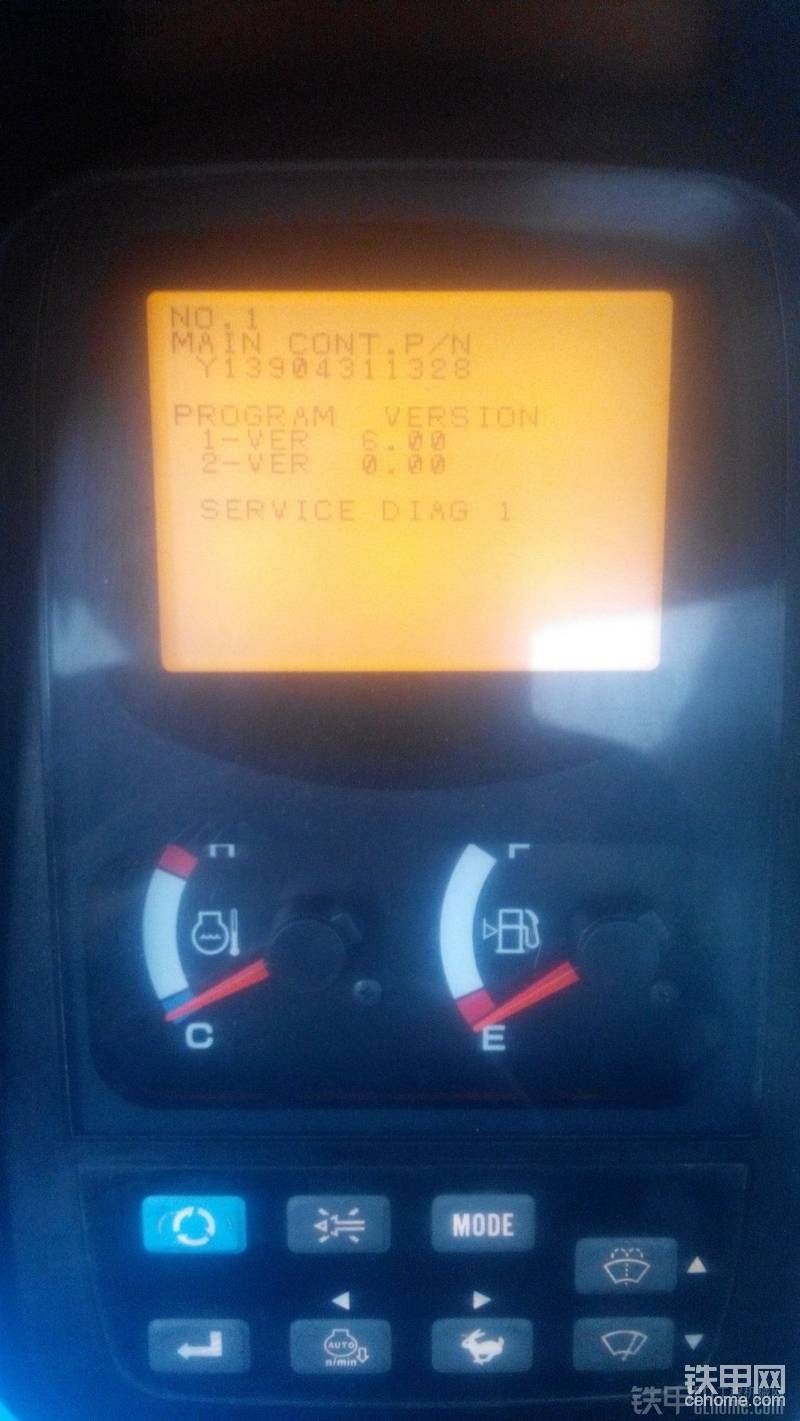 NO.1
MAIN CONT.P/N
Y13904311328
PROGRAM VERSION
1-VER 6.00
2-VER 0.00
SERVICE DIAG 1
C
E
MODE
AUTO
n/min
铁甲网
cehome.com